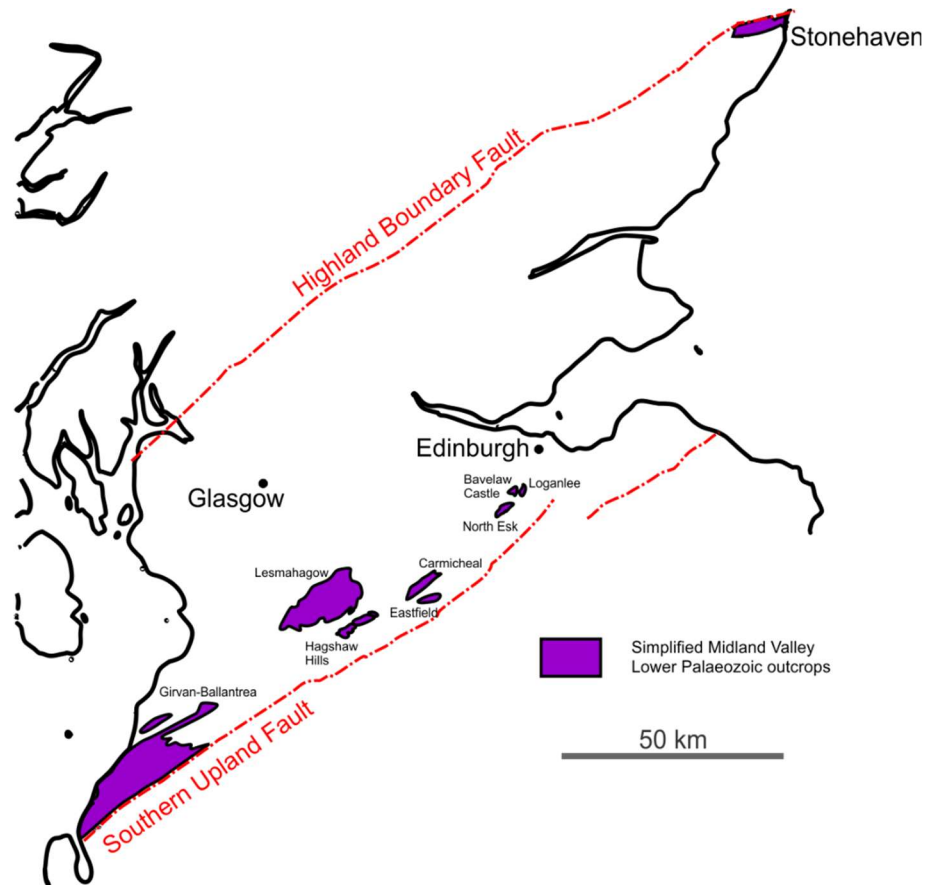 Stonehaven
Highland Boundary Fault
Edinburgh
Bavelaw
Castle
Loganlee
Glasgow
North Esk
Carmicheal
Lesmahagow
Eastfield
Hagshaw
Hills
Simplified Midland Valley
Lower Palaeozoic outcrops
Girvan-Ballantrea
50 km
Southern Upland Fault